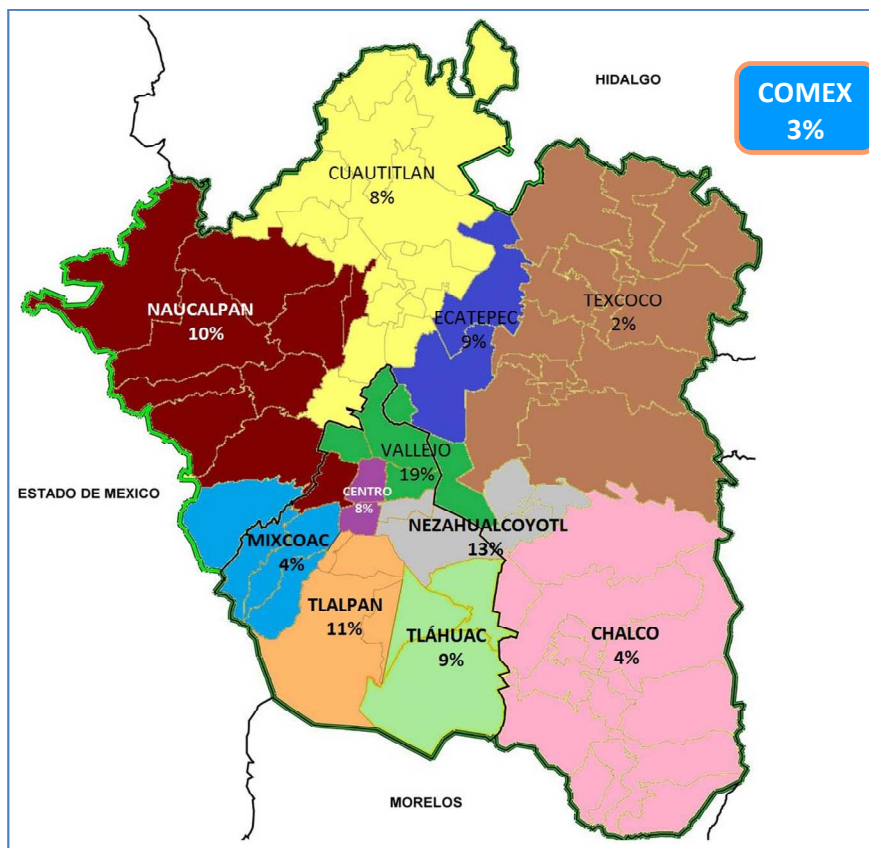 HIDALGO
COMEX
3%
CUAUTITLAN
8%
NAUCALPAN
10%
ECATEPEC
9%
TEXCOCO
2%
VALLEJO
19%
ESTADO DE MEXICO
CENTRO
8%
NEZAHUALCOYOTL
13%
MIXCOAC
4%
TLALPAN
11%
TLÁHUAC
9%
CHALCO
4%
MORELOS